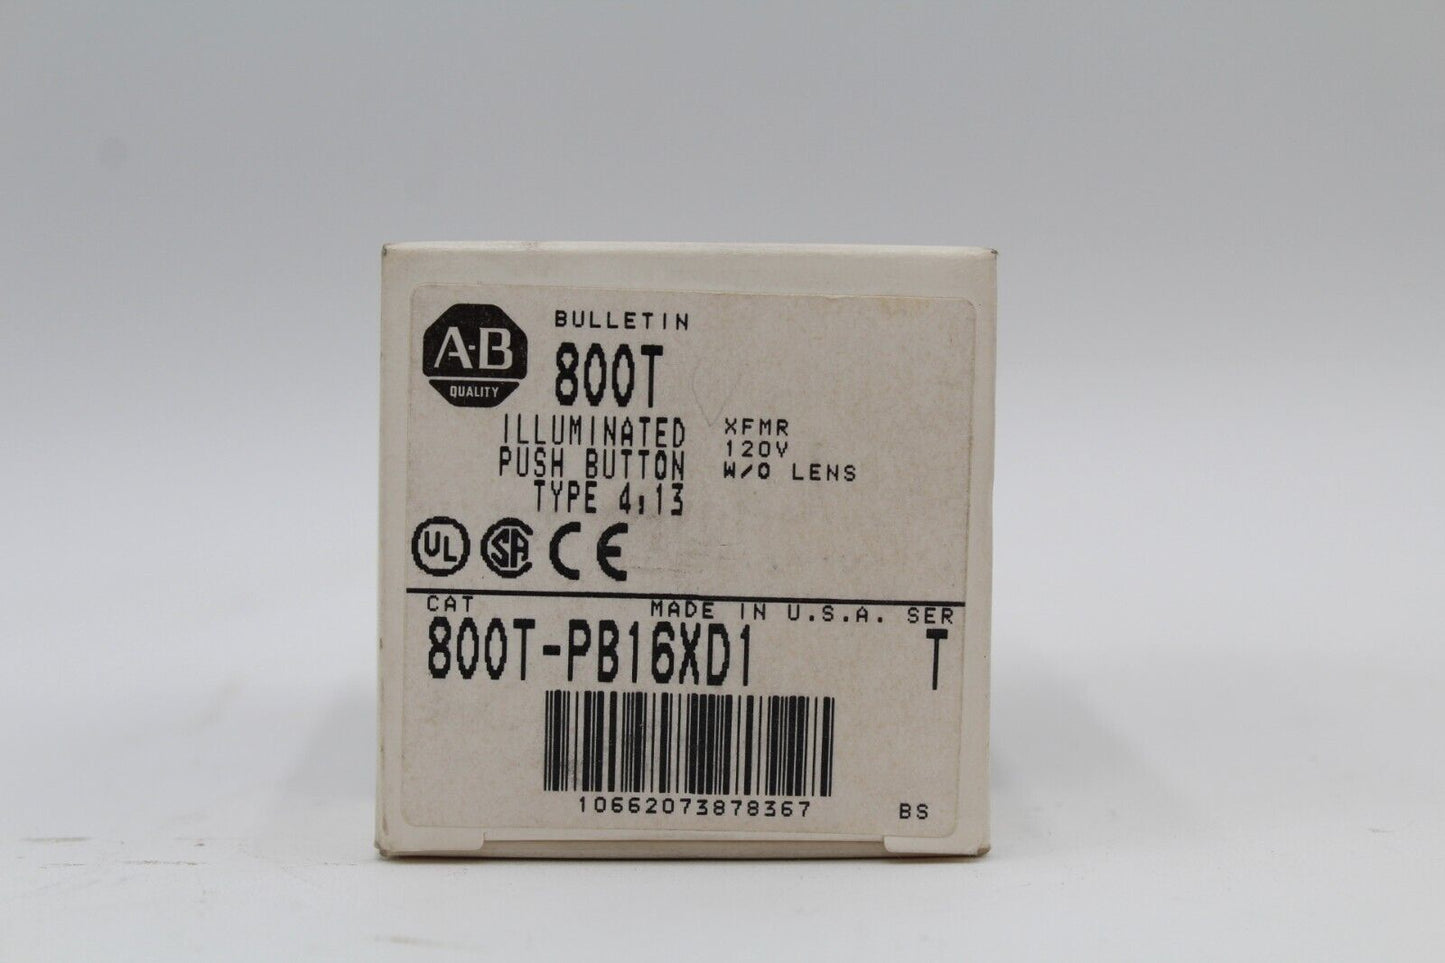 A-B
QUALITY
BULLETIN
800T
ILLUMINATED
PUSH BUTTON
TYPE 4,13
XFMR
120V
W/O LENS
UL
SA
CE
CAT
MADE IN U.S.A.
SER
800T-PB16XD1
T
10662073878367
BS